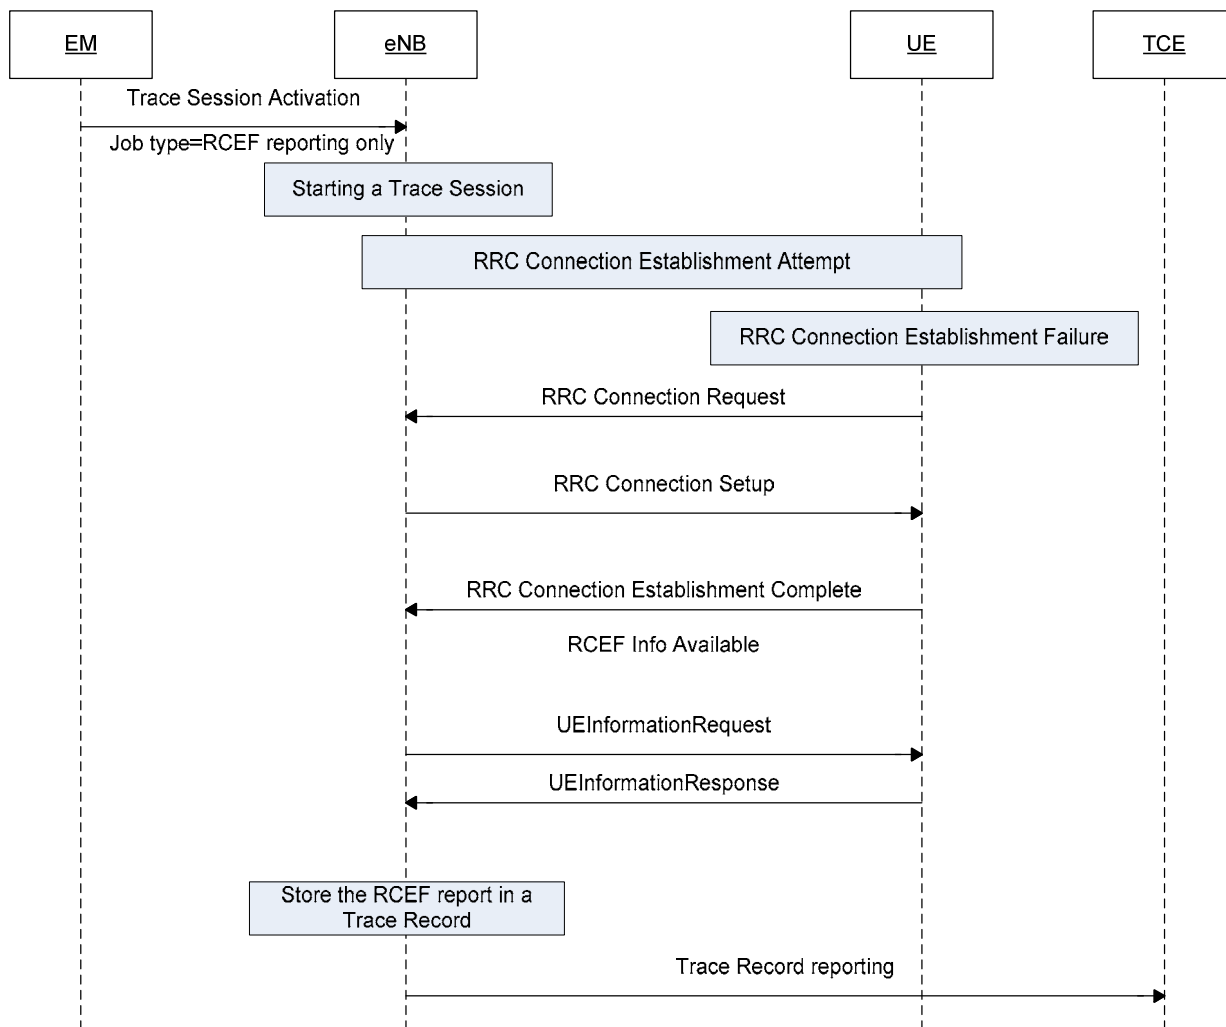 EM
eNB
UE
TCE
Trace Session Activation
Job type=RCEF reporting only
Starting a Trace Session
RRC Connection Establishment Attempt
RRC Connection Establishment Failure
RRC Connection Request
RRC Connection Setup
RRC Connection Establishment Complete
RCEF Info Available
UEInformationRequest
UEInformationResponse
Store the RCEF report in a
Trace Record
Trace Record reporting